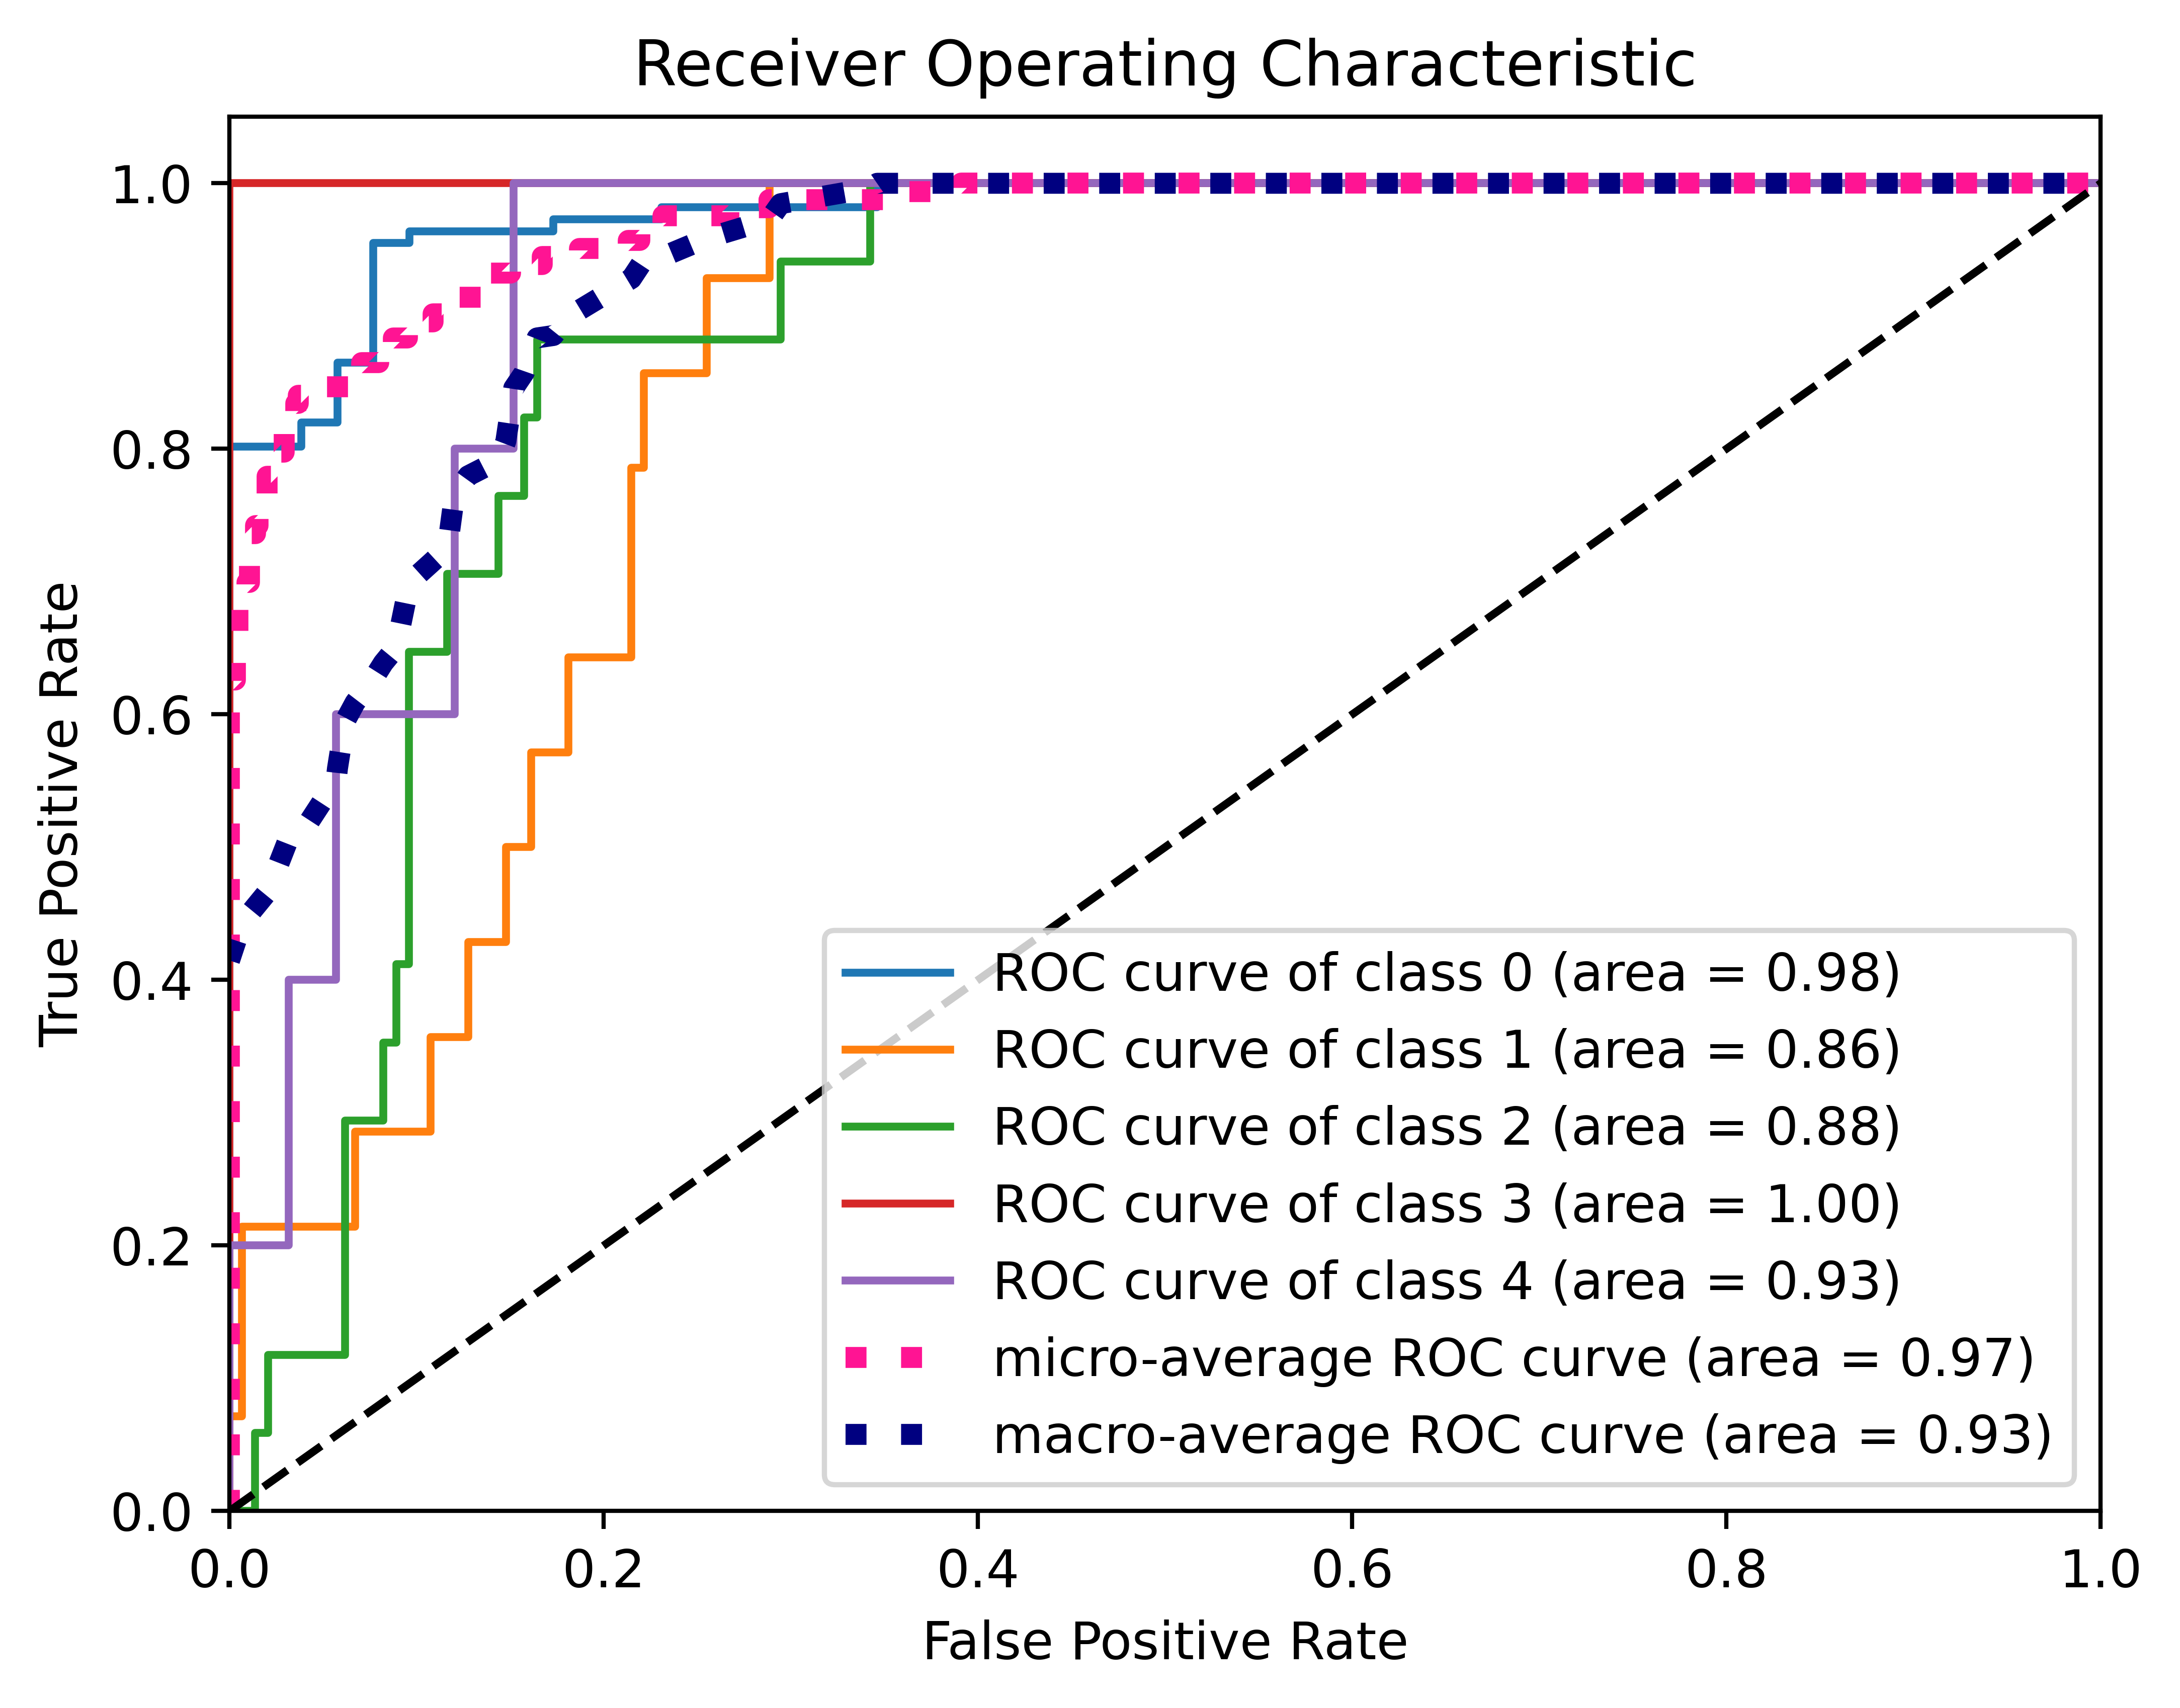 Receiver Operating Characteristic
1.0
0.8
0.6
0.4
0.2
0.0
True Positive Rate
ROC curve of class 0 (area = 0.98)
ROC curve of class 1 (area = 0.86)
ROC curve of class 2 (area = 0.88)
ROC curve of class 3 (area = 1.00)
ROC curve of class 4 (area = 0.93)
micro-average ROC curve (area = 0.97)
macro-average ROC curve (area = 0.93)
0.0 0.2 0.4 0.6 0.8 1.0
False Positive Rate